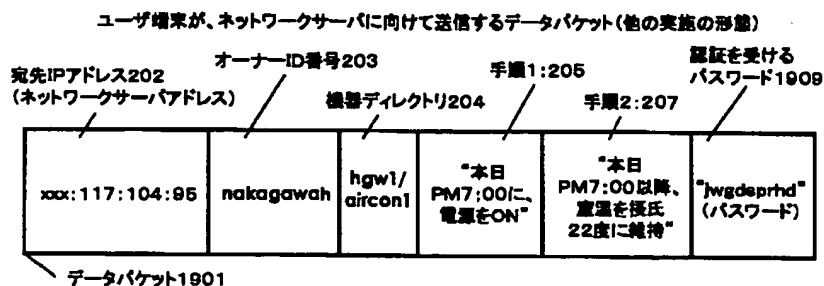 ユーザ端末が、ネットワークサーバに向けて送信するデータパケット(他の実施の形態)
宛先IPアドレス202
(ネットワークサーバアドレス)
オーナーID番号203
機器ディレクトリ204
手順1:205
手順2:207
認証を受ける
パスワード1909
xxx:117:104:95
nakagawah
hgw1/
aircon1
"本日
PM7:00に、
電源をON"
"本日
PM7:00以降、
室温を摂氏
22度に維持"
"jwgdeprhd"
(パスワード)
データパケット1901